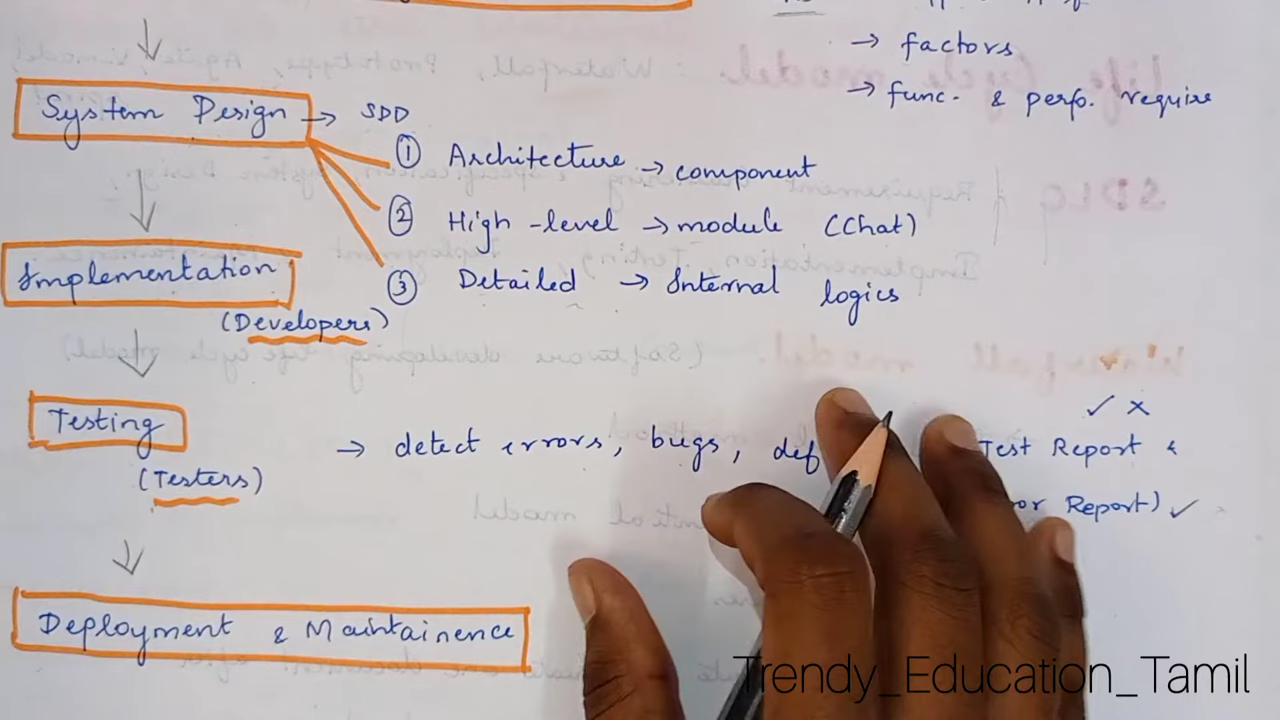 → factors
→ func. & perfo. require
System Design → SDD
① Architecture → component
② High-level → module (Chat)
③ Detailed → Internal logics
Implementation
(Developers)
Testing
(Testers)
✓ ×
→ detect errors, bugs, def
Test Report &
or Report) ✓
Deployment & Maintainence
Trendy_Education_Tamil